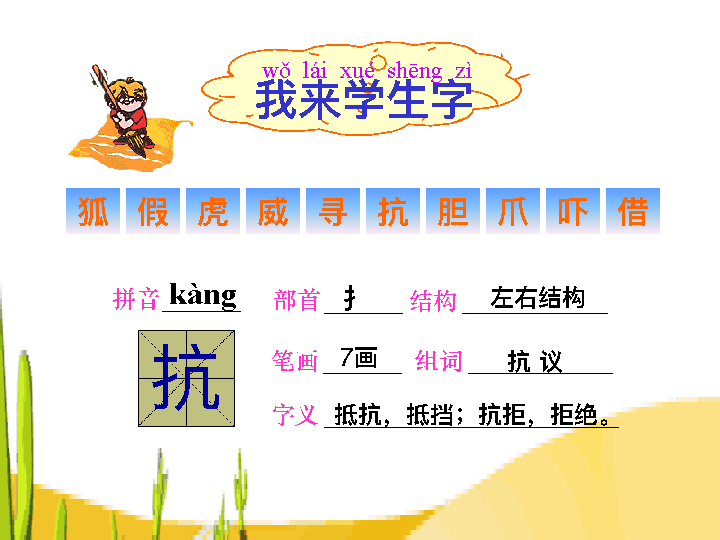 wǒ lái xué shēng zì
我来学生字
狐 假 虎 威 寻 抗 胆 爪 吓 借
拼音 kàng 部首 扌 结构 左右结构
抗
笔画 7画 组词 抗 议
字义 抵抗，抵挡；抗拒，拒绝。